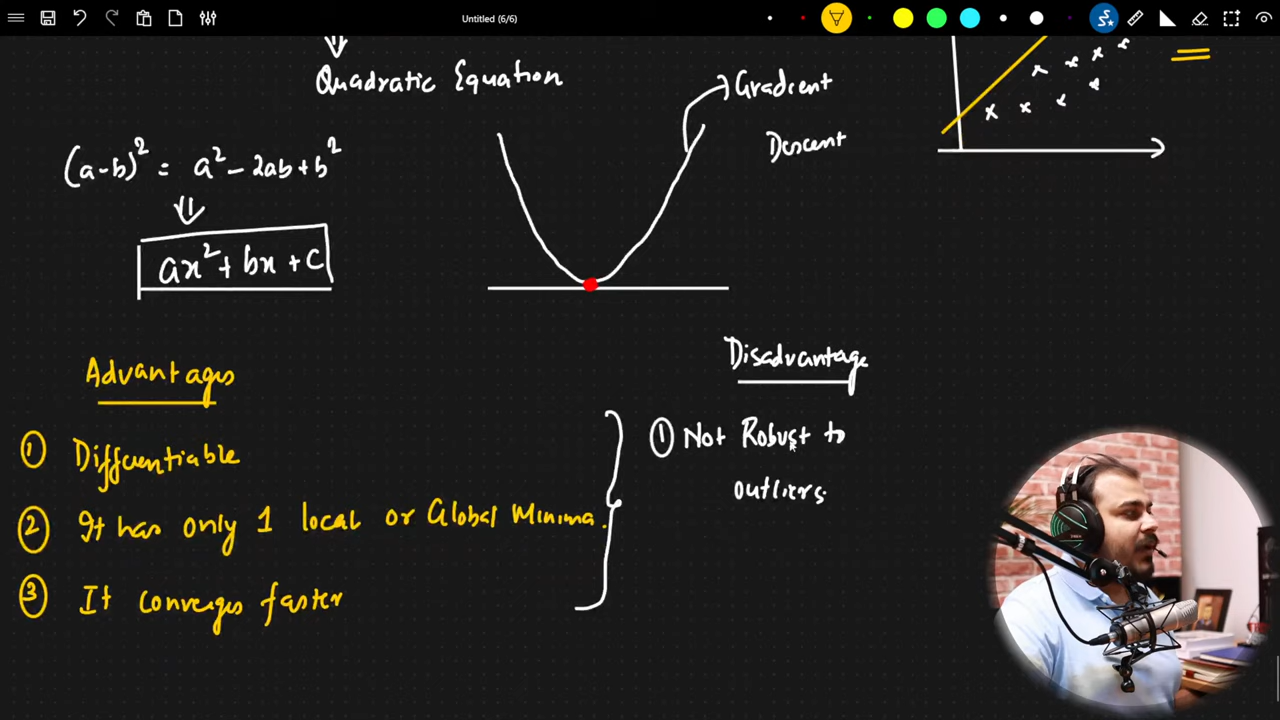 Untitled (6/6)
Quadratic Equation
Gradient
Descent
(a-b)² = a² - 2ab + b²
ax² + bx + c
Advantages
① Differentiable
② It has only 1 local or Global Minima.
③ It converges faster
Disadvantage
① Not Robust to
outliers